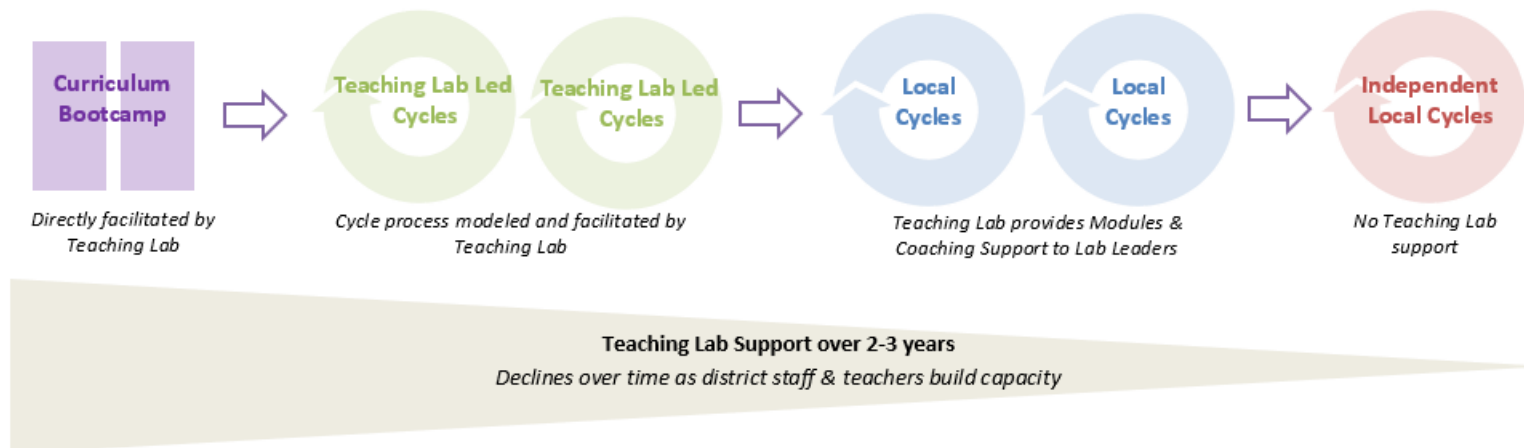 Curriculum
Bootcamp
Teaching Lab Led
Cycles
Teaching Lab Led
Cycles
Local
Cycles
Local
Cycles
Independent
Local Cycles
Directly facilitated by
Teaching Lab
Cycle process modeled and facilitated by
Teaching Lab
Teaching Lab provides Modules &
Coaching Support to Lab Leaders
No Teaching Lab
support
Teaching Lab Support over 2-3 years
Declines over time as district staff & teachers build capacity